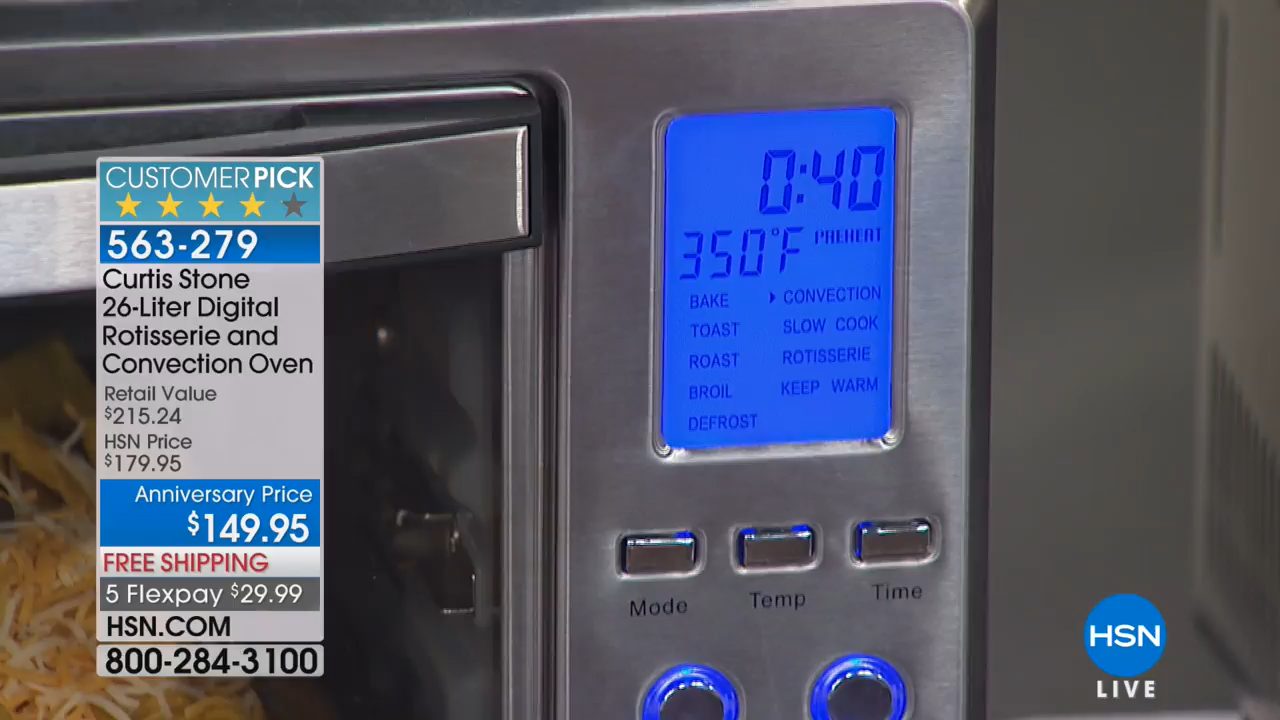 CUSTOMER PICK
563-279
Curtis Stone
26-Liter Digital
Rotisserie and
Convection Oven
Retail Value
$215.24
HSN Price
$179.95
Anniversary Price
$149.95
FREE SHIPPING
5 Flexpay $29.99
HSN.COM
800-284-3100
0:40
350°F PREHEAT
BAKE CONVECTION
TOAST SLOW COOK
ROAST ROTISSERIE
BROIL KEEP WARM
DEFROST
Mode Temp Time
HSN
LIVE